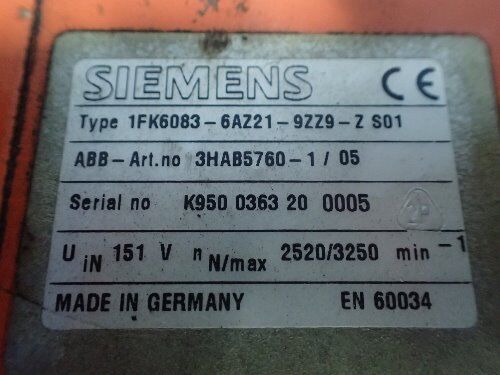 SIEMENS CE
Type 1FK6083-6AZ21-9ZZ9-Z S01
ABB-Art.no 3HAB5760-1 / 05
Serial no K950 0363 20 0005
U iN 151 V n N/max 2520/3250 min -1
MADE IN GERMANY EN 60034